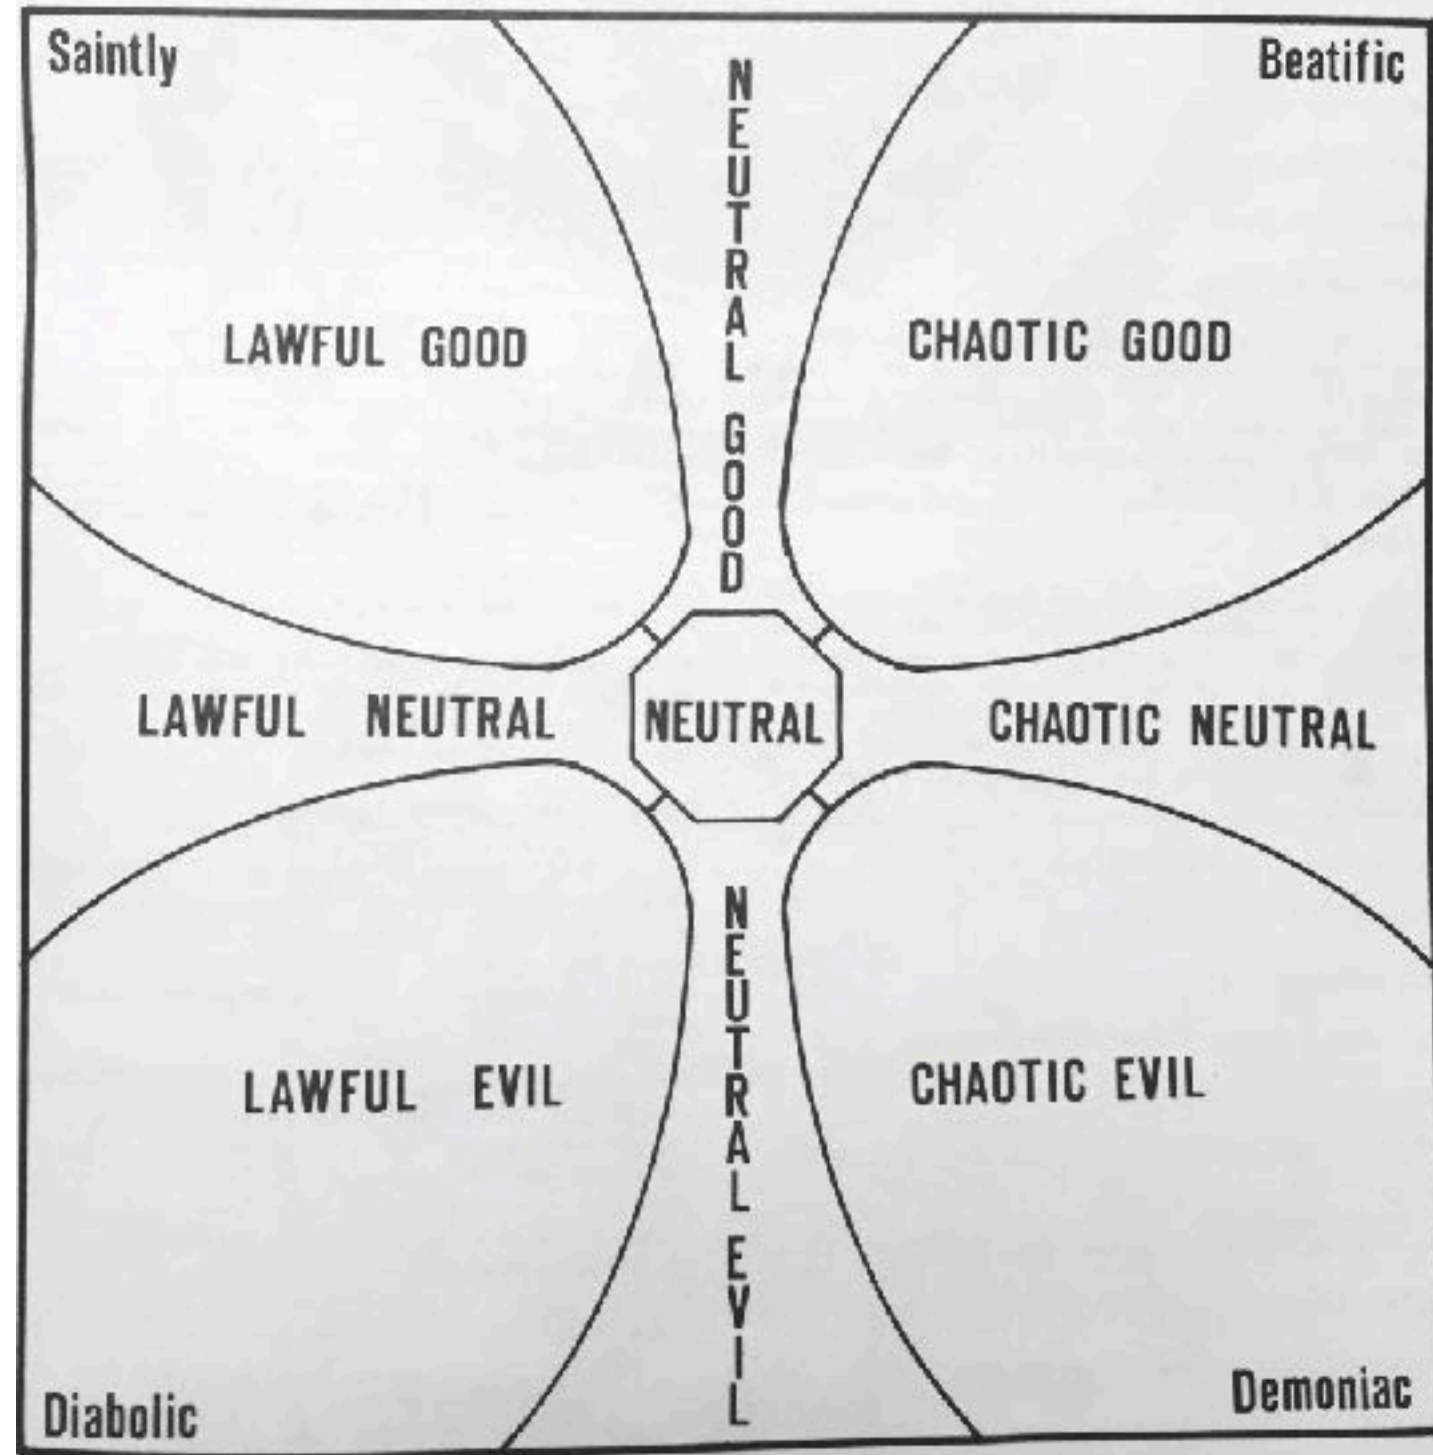 Saintly
Beatific
NEUTRAL GOOD
LAWFUL GOOD
CHAOTIC GOOD
LAWFUL NEUTRAL
NEUTRAL
CHAOTIC NEUTRAL
LAWFUL EVIL
CHAOTIC EVIL
NEUTRAL EVIL
Diabolic
Demoniac